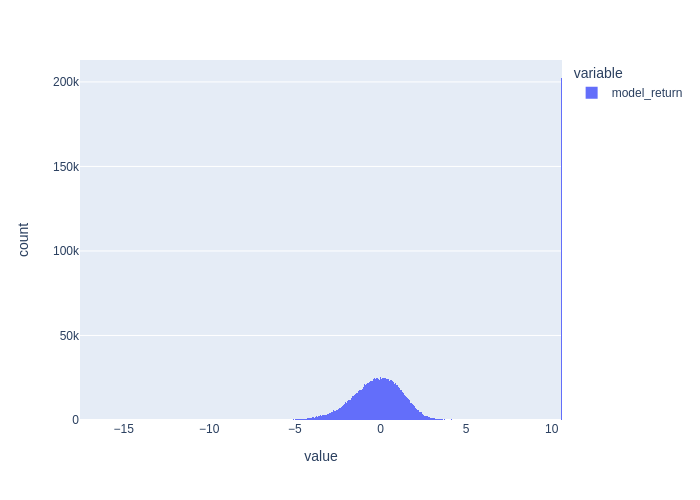 variable
model_return
200k
150k
100k
50k
0
−15
−10
−5
0
5
10
value
count